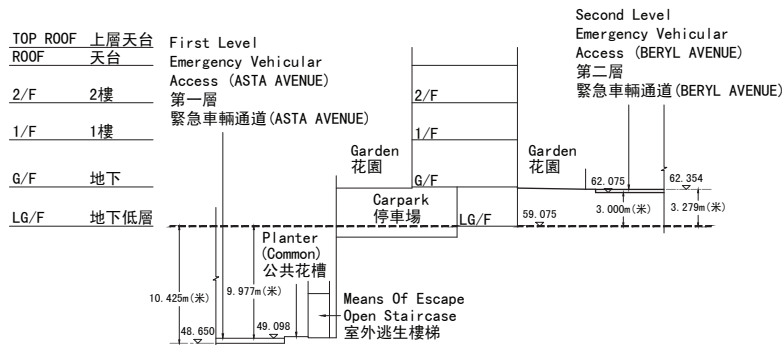 TOP ROOF 上層天台
ROOF 天台
2/F 2樓
1/F 1樓
G/F 地下
LG/F 地下低層
First Level
Emergency Vehicular
Access (ASTA AVENUE)
第一層
緊急車輛通道(ASTA AVENUE)
Second Level
Emergency Vehicular
Access (BERYL AVENUE)
第二層
緊急車輛通道(BERYL AVENUE)
2/F
1/F
G/F
LG/F
Garden
花園
Carpark
停車場
Garden
花園
62.075
62.354
59.075
3.000m(米)
3.279m(米)
Planter
(Common)
公共花槽
10.425m(米)
9.977m(米)
48.650
49.098
Means Of Escape
Open Staircase
室外逃生樓梯